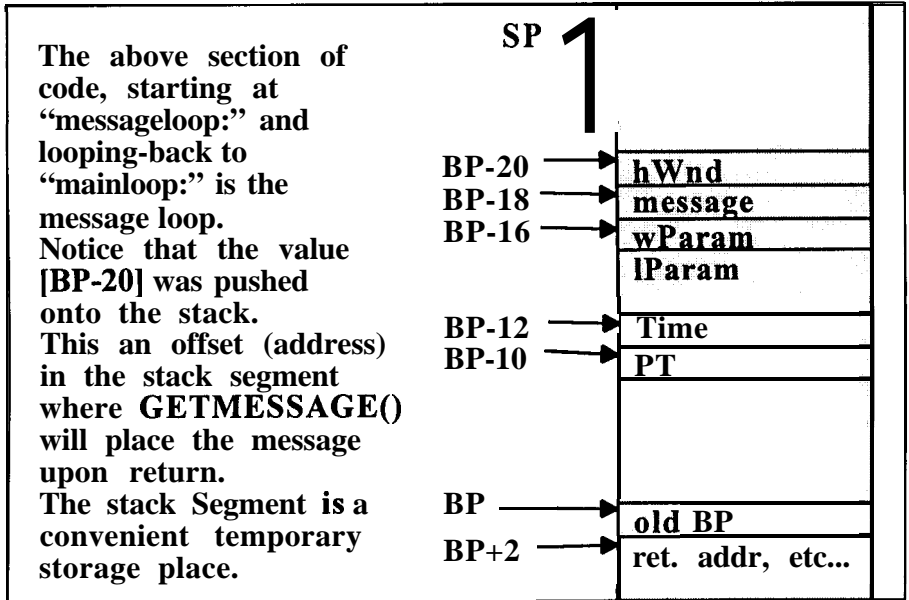 The above section of
code, starting at
“messageloop:” and
looping-back to
“mainloop:” is the
message loop.
Notice that the value
[BP-20] was pushed
onto the stack.
This an offset (address)
in the stack segment
where GETMESSAGE()
will place the message
upon return.
The stack Segment is a
convenient temporary
storage place.
SP
BP-20 hWnd
BP-18 message
BP-16 wParam
lParam
BP-12 Time
BP-10 PT
BP old BP
BP+2 ret. addr, etc...